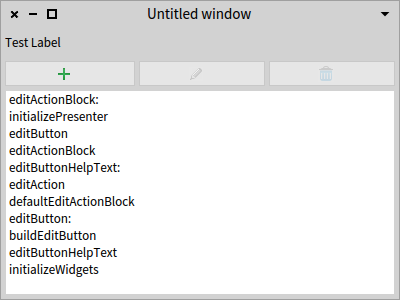 Untitled window
Test Label
editActionBlock:
initializePresenter
editButton
editActionBlock
editButtonHelpText:
editAction
defaultEditActionBlock
editButton:
buildEditButton
editButtonHelpText
initializeWidgets